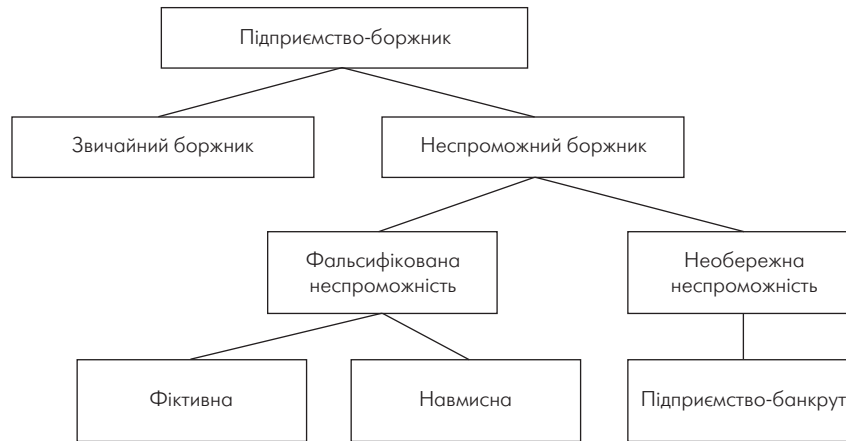 Підприємство-боржник
Звичайний боржник
Неспроможний боржник
Фальсифікована
неспроможність
Необережна
неспроможність
Фіктивна
Навмисна
Підприємство-банкрут